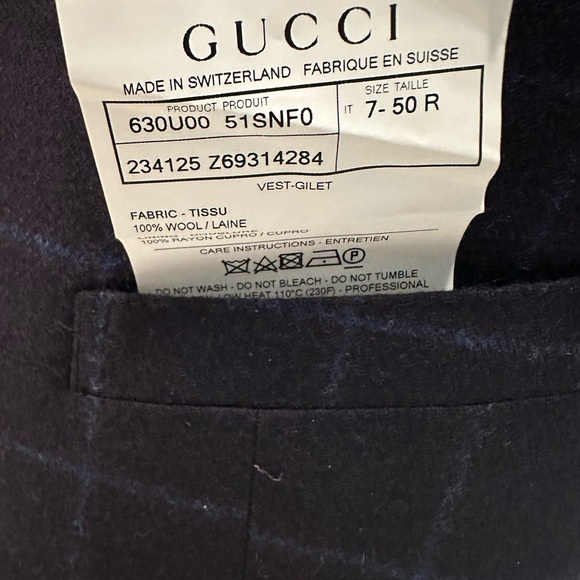 GUCCI
MADE IN SWITZERLAND FABRIQUE EN SUISSE
PRODUCT PRODUIT
SIZE TAILLE
630U00 51SNF0
IT 7- 50 R
234125 Z69314284
VEST-GILET
FABRIC - TISSU
100% WOOL / LAINE
100% RAYON CUPRO / CUPRO
CARE INSTRUCTIONS - ENTRETIEN
P
DO NOT WASH - DO NOT BLEACH - DO NOT TUMBLE
LOW HEAT 110°C (230F) - PROFESSIONAL